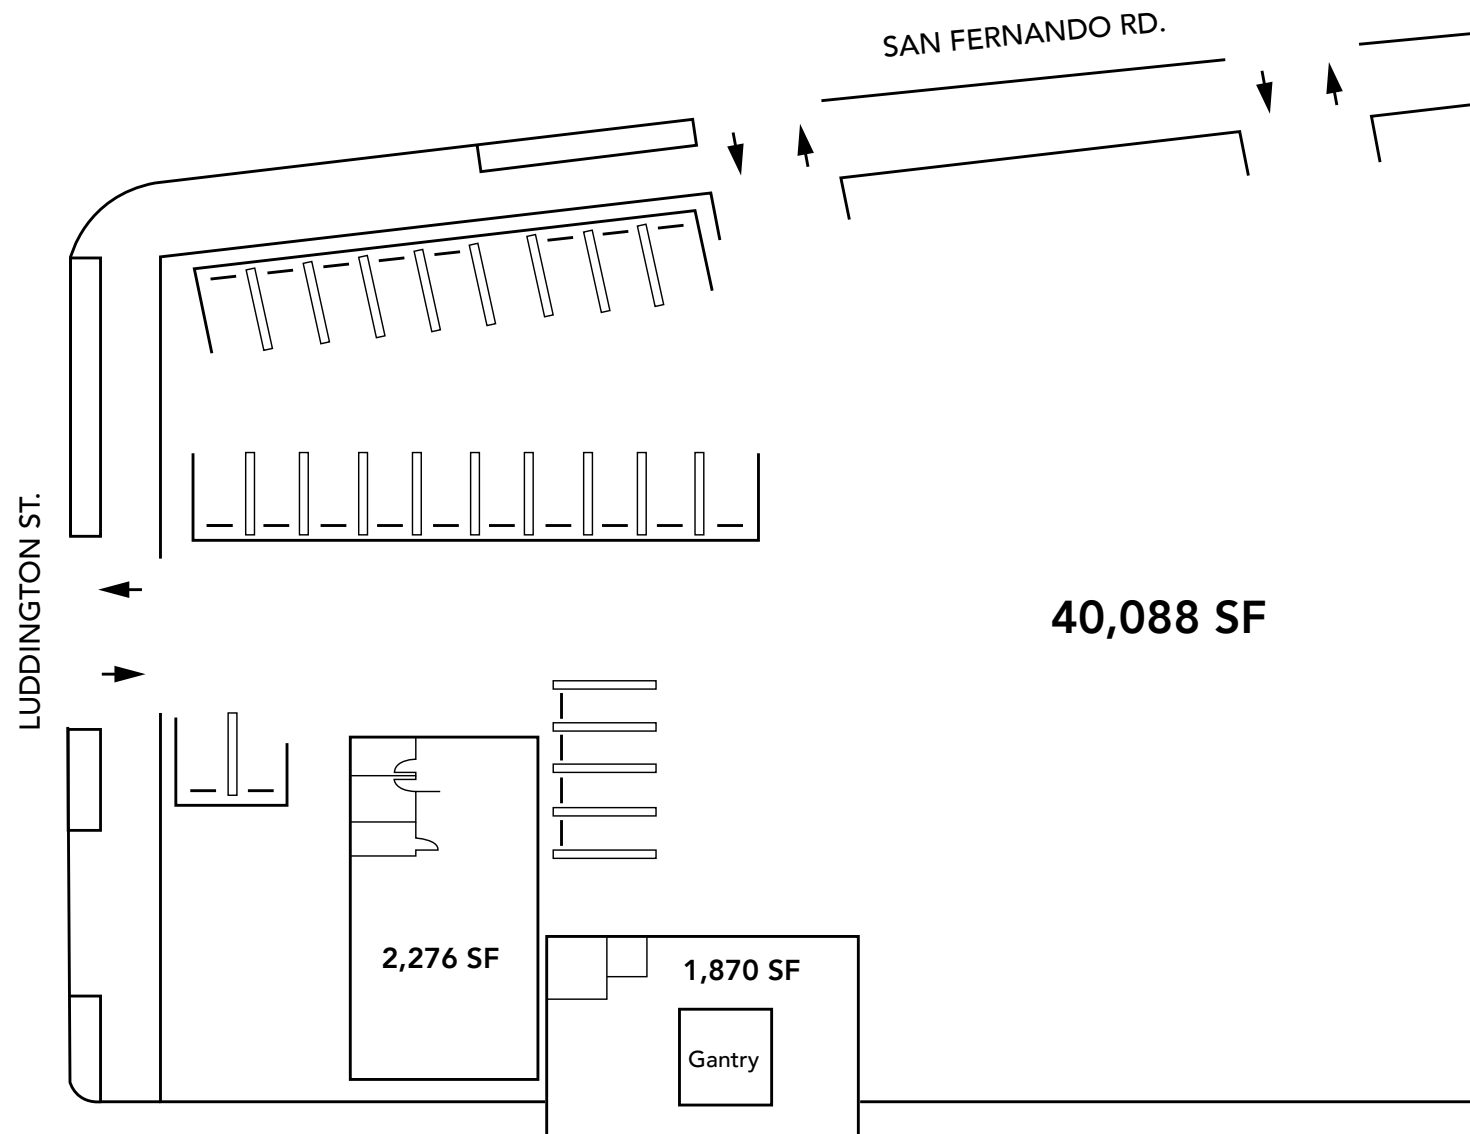 SAN FERNANDO RD.
LUDDINGTON ST.
40,088 SF
2,276 SF
1,870 SF
Gantry